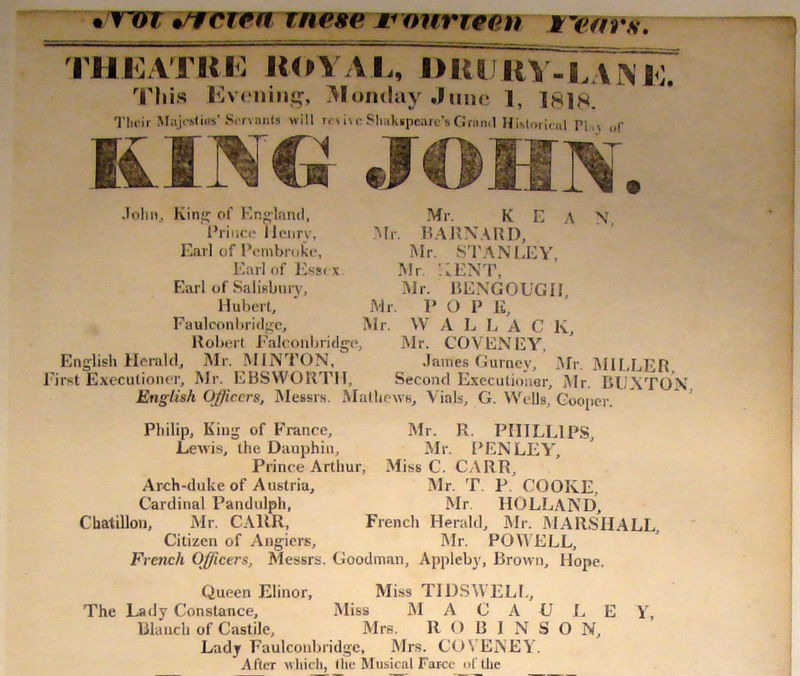 Not Acted these Fourteen Years.
THEATRE ROYAL, DRURY-LANE.
This Evening, Monday June 1, 1818.
Their Majesties' Servants will revive Shakspeare's Grand Historical Play of
KING JOHN.
John, King of England, Mr. KEAN,
Prince Henry, Mr. BARNARD,
Earl of Pembroke, Mr. STANLEY,
Earl of Essex. Mr. KENT,
Earl of Salisbury, Mr. BENGOUGH,
Hubert, Mr. POPE,
Faulconbridge, Mr. WALLACK,
Robert Falconbridge, Mr. COVENEY,
English Herald, Mr. MINTON, James Gurney, Mr. MILLER,
First Executioner, Mr. EBSWORTH, Second Executioner, Mr. BUXTON,
English Officers, Messrs. Mathews, Vials, G. Wells, Cooper.
Philip, King of France, Mr. R. PHILLIPS,
Lewis, the Dauphin, Mr. PENLEY,
Prince Arthur, Miss C. CARR,
Arch-duke of Austria, Mr. T. P. COOKE,
Cardinal Pandulph, Mr. HOLLAND,
Chatillon, Mr. CARR, French Herald, Mr. MARSHALL,
Citizen of Angiers, Mr. POWELL,
French Officers, Messrs. Goodman, Appleby, Brown, Hope.
Queen Elinor, Miss TIDSWELL,
The Lady Constance, Miss MACAULEY,
Blanch of Castile, Mrs. ROBINSON,
Lady Faulconbridge, Mrs. COVENEY.
After which, the Musical Farce of the